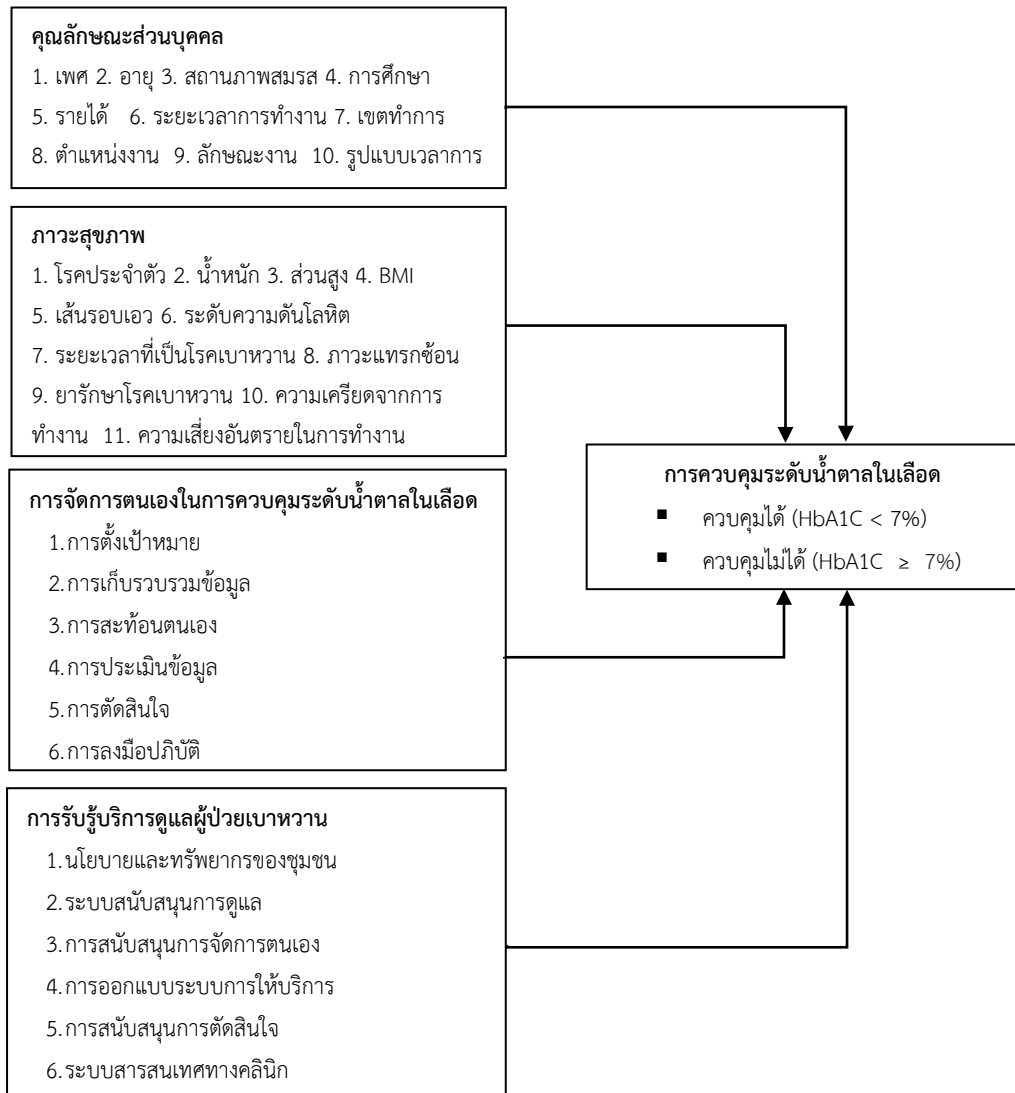 คุณลักษณะส่วนบุคคล
1. เพศ 2. อายุ 3. สถานภาพสมรส 4. การศึกษา
5. รายได้ 6. ระยะเวลาการทำงาน 7. เขตทำการ
8. ตำแหน่งงาน 9. ลักษณะงาน 10. รูปแบบเวลาการ
ภาวะสุขภาพ
1. โรคประจำตัว 2. น้ำหนัก 3. ส่วนสูง 4. BMI
5. เส้นรอบเอว 6. ระดับความดันโลหิต
7. ระยะเวลาที่เป็นโรคเบาหวาน 8. ภาวะแทรกซ้อน
9. ยารักษาโรคเบาหวาน 10. ความเครียดจากการ
ทำงาน 11. ความเสี่ยงอันตรายในการทำงาน
การจัดการตนเองในการควบคุมระดับน้ำตาลในเลือด
1.การตั้งเป้าหมาย
2.การเก็บรวบรวมข้อมูล
3.การสะท้อนตนเอง
4.การประเมินข้อมูล
5.การตัดสินใจ
6.การลงมือปฏิบัติ
การรับรู้บริการดูแลผู้ป่วยเบาหวาน
1.นโยบายและทรัพยากรของชุมชน
2.ระบบสนับสนุนการดูแล
3.การสนับสนุนการจัดการตนเอง
4.การออกแบบระบบการให้บริการ
5.การสนับสนุนการตัดสินใจ
6.ระบบสารสนเทศทางคลินิก
การควบคุมระดับน้ำตาลในเลือด
▪ ควบคุมได้ (HbA1C < 7%)
▪ ควบคุมไม่ได้ (HbA1C ≥ 7%)